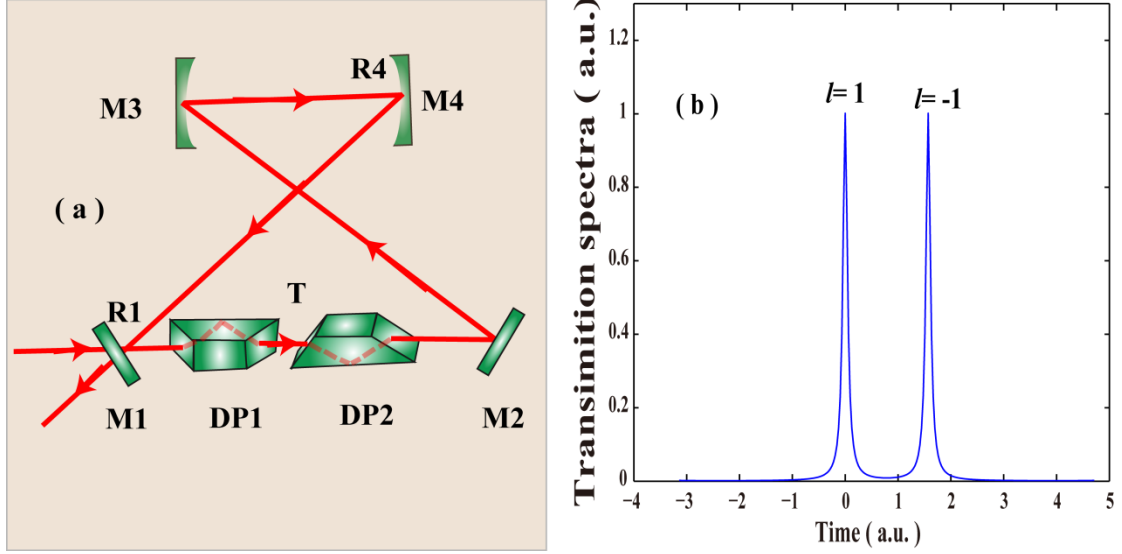 R4
M3
M4
( a )
T
R1
M1
DP1
DP2
M2
Transimition spectra ( a.u.)
1.2
1
0.8
0.6
0.4
0.2
0
( b )
l= 1
l= -1
−4
−3
−2
−1
0
1
2
3
4
5
Time ( a.u. )